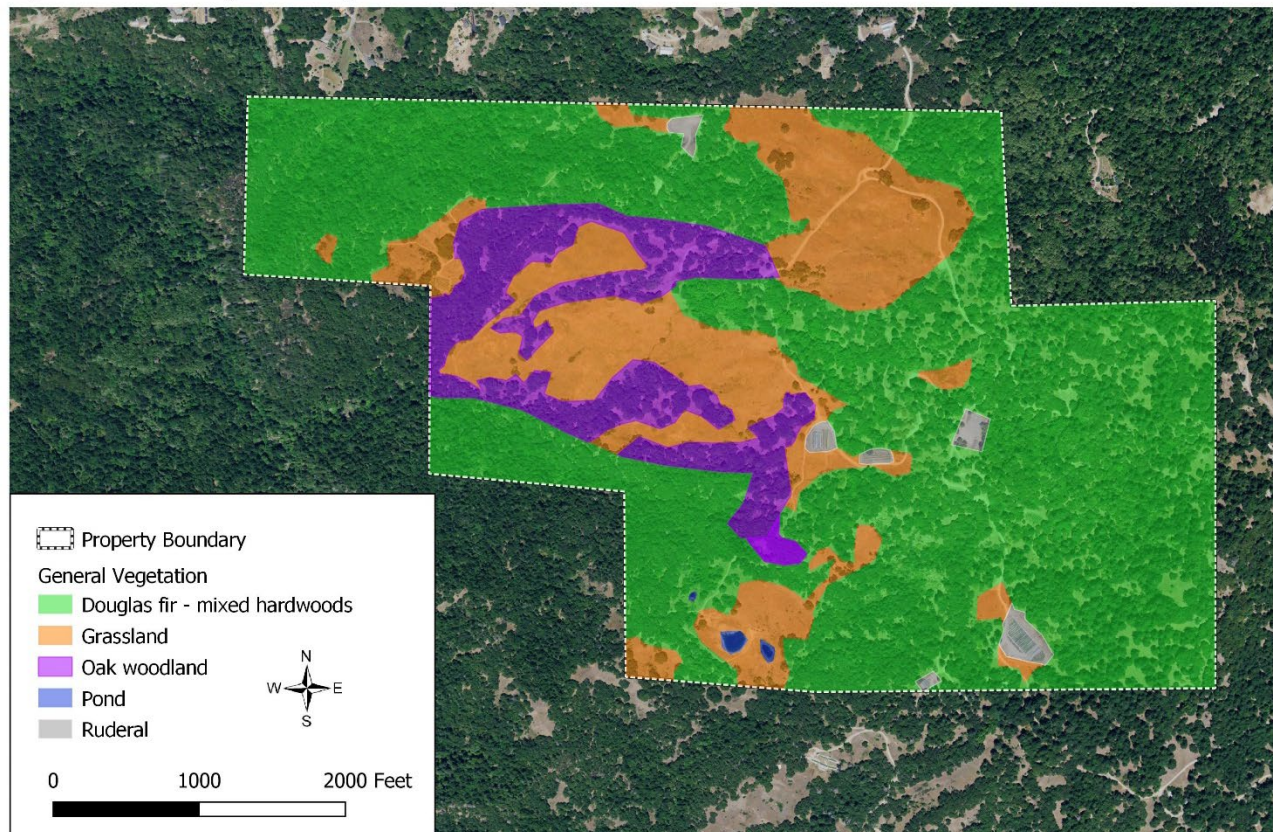 Property Boundary
General Vegetation
Douglas fir - mixed hardwoods
Grassland
Oak woodland
Pond
Ruderal
N
W E
S
0 1000 2000 Feet